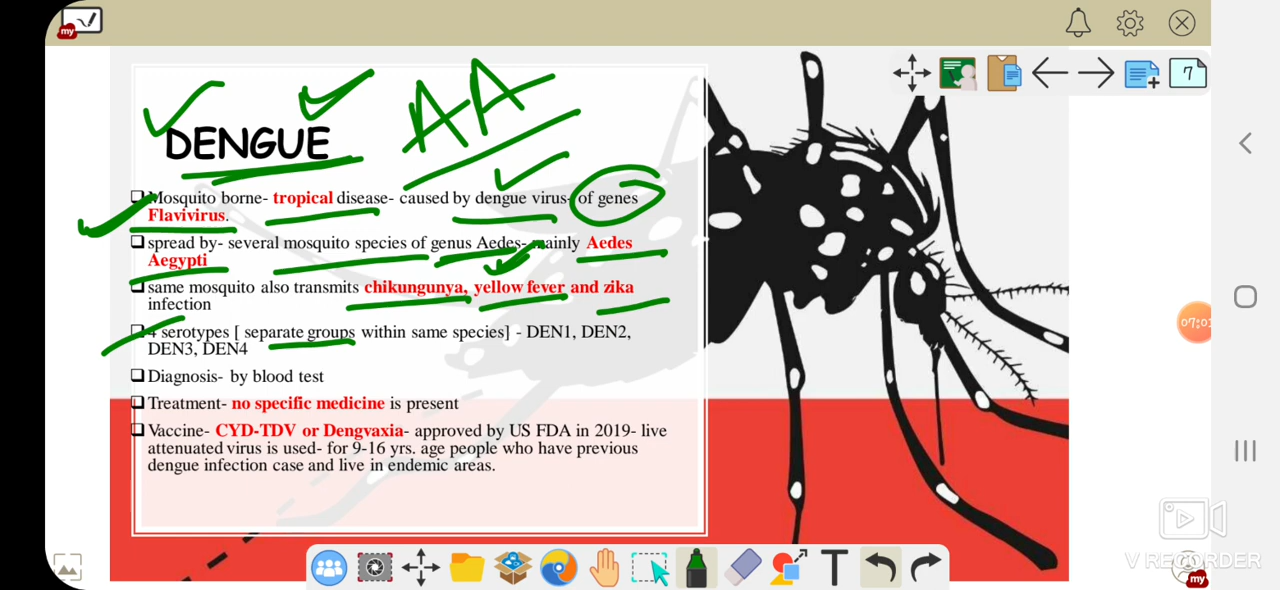 my
7
DENGUE
AA
Mosquito borne- tropical disease- caused by dengue virus- of genes
Flavivirus.
spread by- several mosquito species of genus Aedes- mainly Aedes
Aegypti
same mosquito also transmits chikungunya, yellow fever and zika
infection
4 serotypes [ separate groups within same species] - DEN1, DEN2,
DEN3, DEN4
Diagnosis- by blood test
Treatment- no specific medicine is present
Vaccine- CYD-TDV or Dengvaxia- approved by US FDA in 2019- live
attenuated virus is used- for 9-16 yrs. age people who have previous
dengue infection case and live in endemic areas.
T
V RECORDER
my